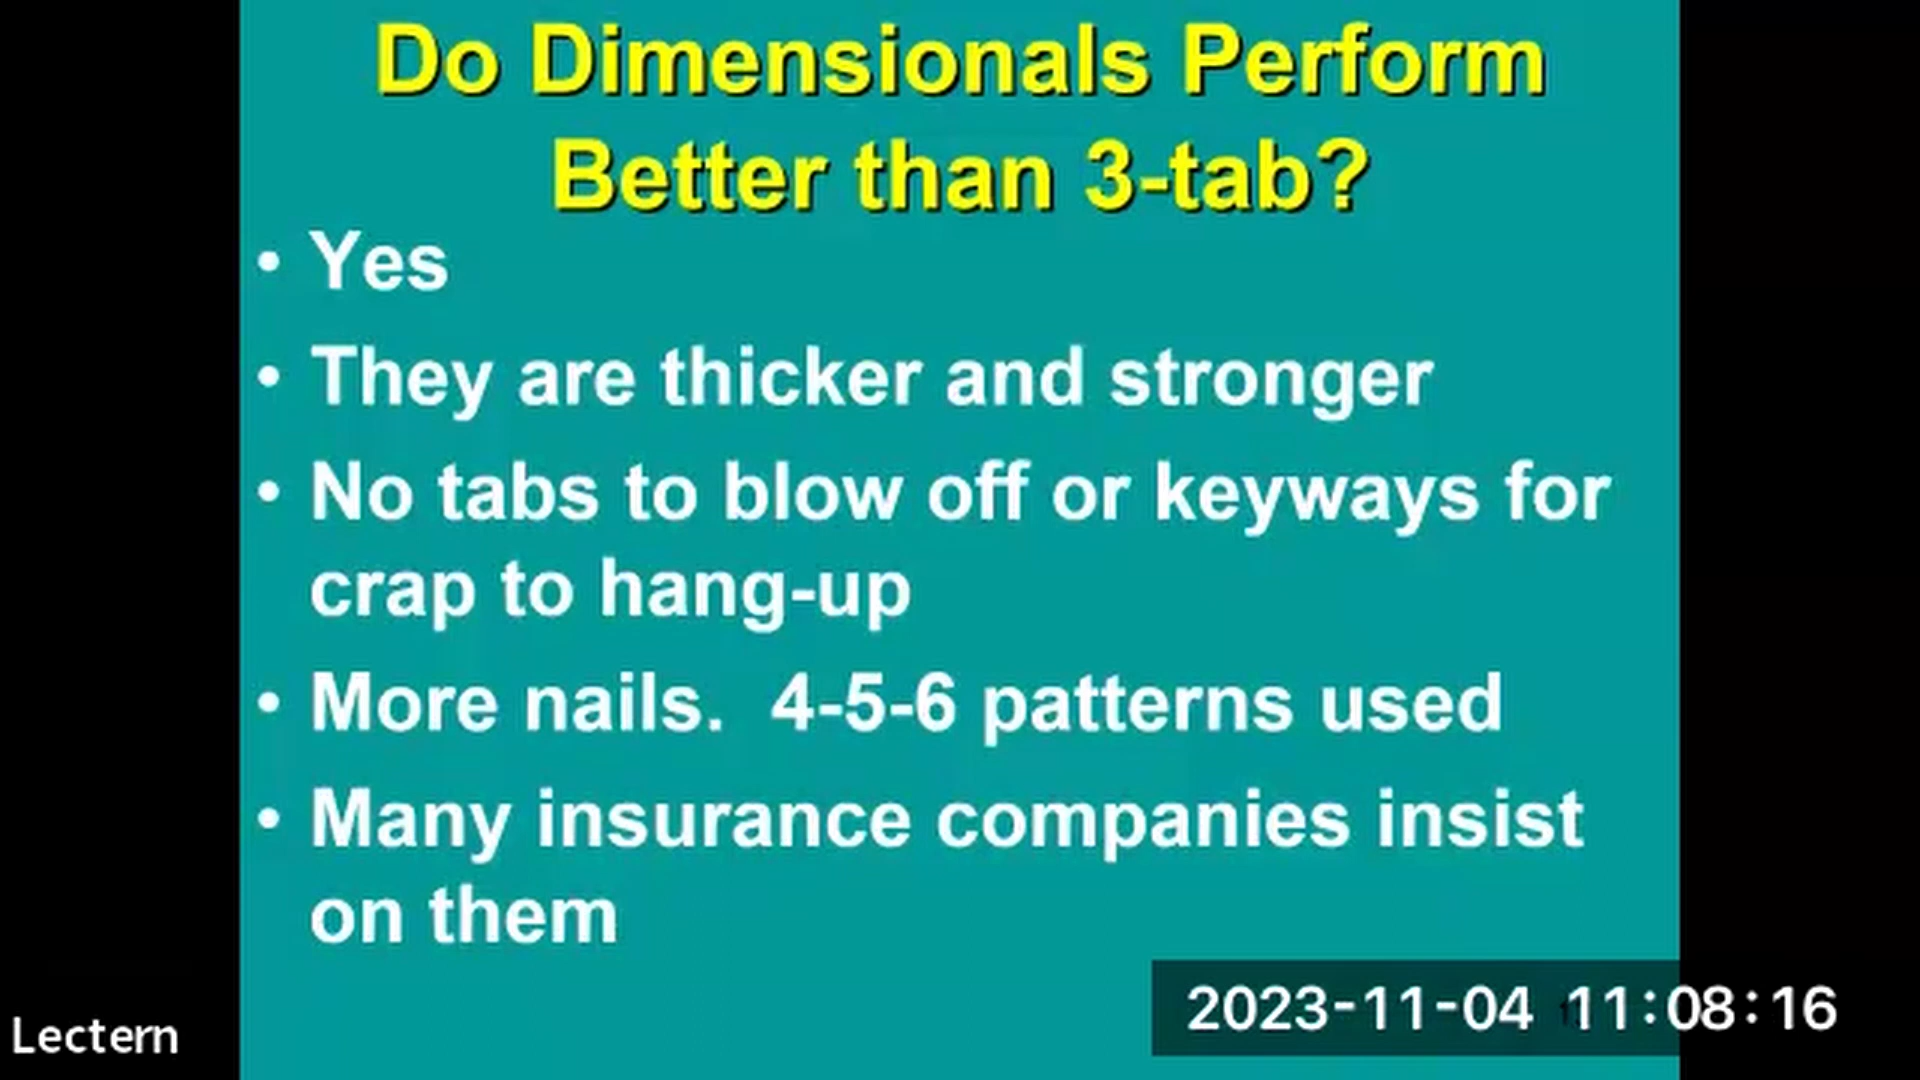 Do Dimensionals Perform
Better than 3-tab?
• Yes
• They are thicker and stronger
• No tabs to blow off or keyways for
crap to hang-up
• More nails.  4-5-6 patterns used
• Many insurance companies insist
on them
2023-11-04 11:08:16
Lectern